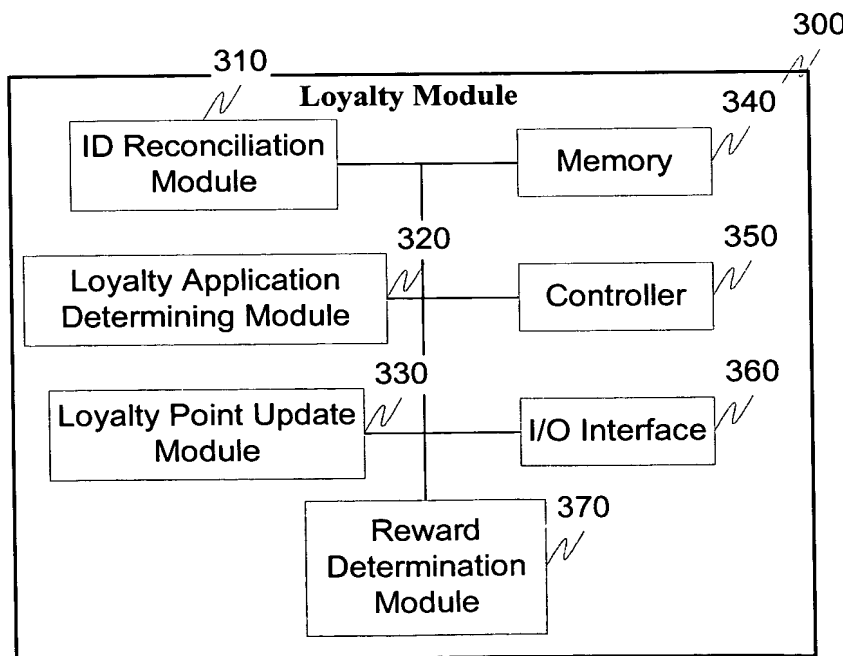 300
310
Loyalty Module
340
ID Reconciliation
Module
Memory
320
350
Loyalty Application
Determining Module
Controller
330
360
Loyalty Point Update
Module
I/O Interface
370
Reward
Determination
Module